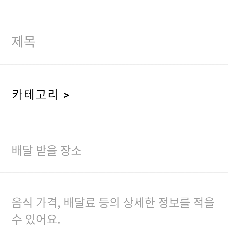 제목
카테고리 >
배달 받을 장소
음식 가격, 배달료 등의 상세한 정보를 적을
수 있어요.